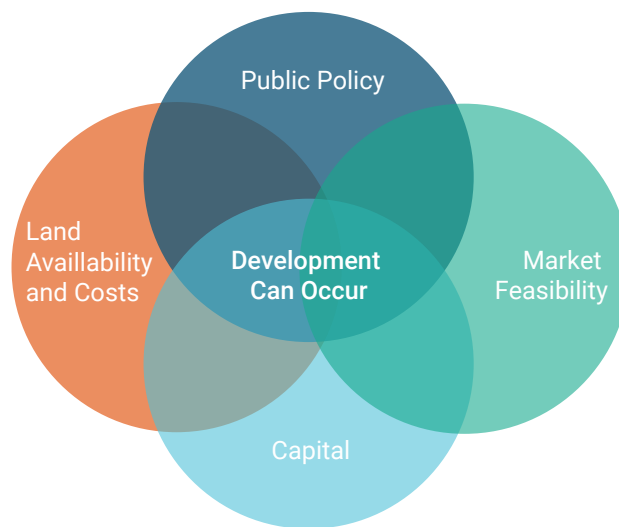 Public Policy
Land
Availlability
and Costs
Development
Can Occur
Market
Feasibility
Capital